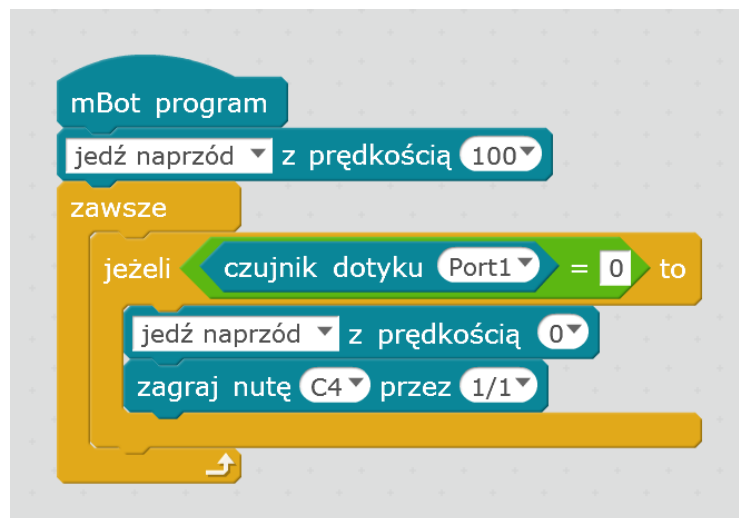 mBot program
jedź naprzód z prędkością 100
zawsze
jeżeli czujnik dotyku Port1 = 0 to
jedź naprzód z prędkością 0
zagraj nutę C4 przez 1/1